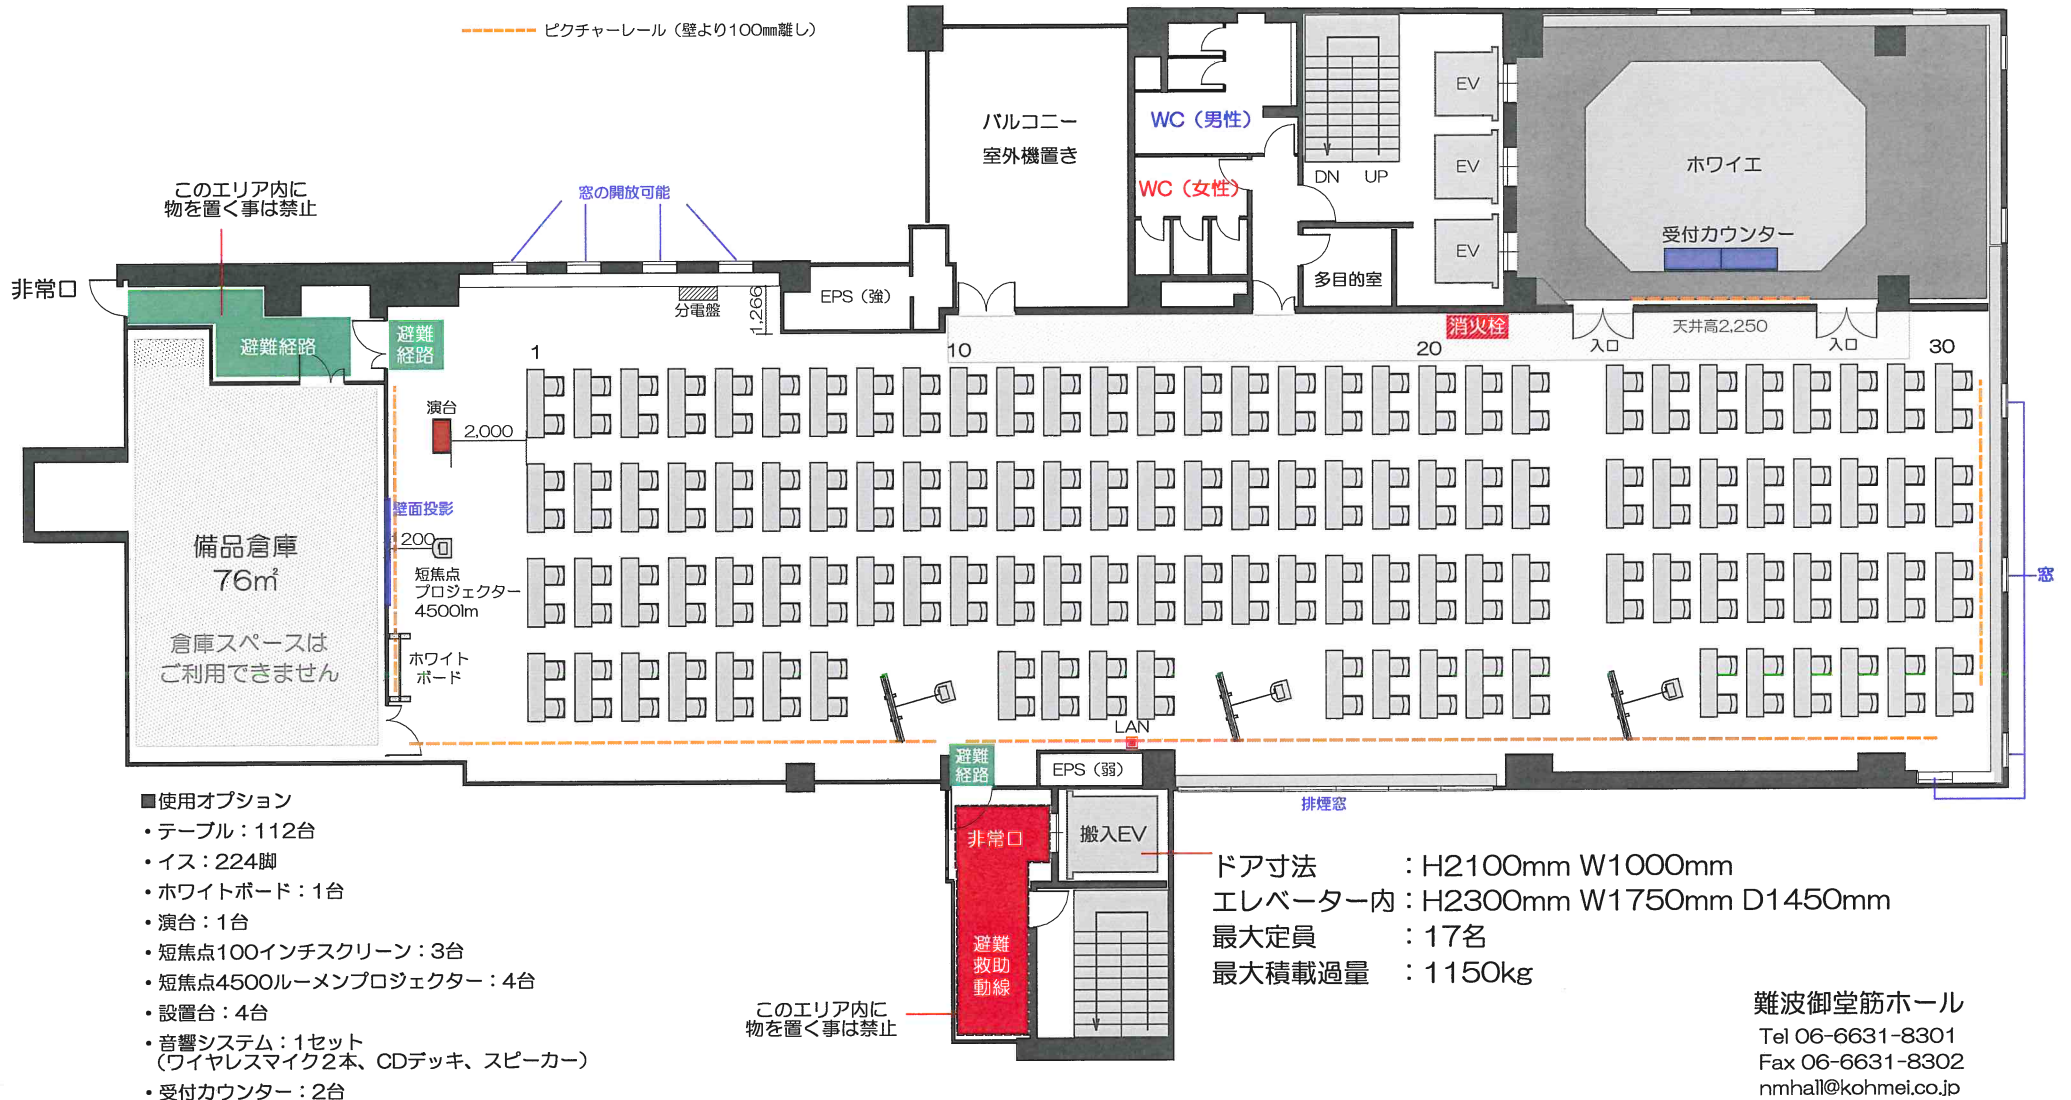 ピクチャーレール（壁より100mm離し）
このエリア内に
物を置く事は禁止
窓の開放可能
バルコニー
室外機置き
WC（男性）
WC（女性）
DN
UP
EV
EV
EV
ホワイエ
受付カウンター
多目的室
非常口
避難経路
避難
経路
分電盤
1,266
EPS（強）
消火栓
入口
天井高2,250
入口
1
10
20
30
演台
2,000
壁面投影
1200
短焦点
プロジェクター
4500lm
ホワイト
ボード
備品倉庫
76㎡
倉庫スペースは
ご利用できません
窓
LAN
避難
経路
EPS（弱）
排煙窓
非常口
搬入EV
避難
救助
動線
このエリア内に
物を置く事は禁止
■使用オプション
・テーブル：112台
・イス：224脚
・ホワイトボード：1台
・演台：1台
・短焦点100インチスクリーン：3台
・短焦点4500ルーメンプロジェクター：4台
・設置台：4台
・音響システム：1セット
（ワイヤレスマイク2本、CDデッキ、スピーカー）
・受付カウンター：2台
ドア寸法　　　：H2100mm W1000mm
エレベーター内：H2300mm W1750mm D1450mm
最大定員　　　：17名
最大積載過量　：1150kg
難波御堂筋ホール
Tel 06-6631-8301
Fax 06-6631-8302
nmhall@kohmei.co.jp